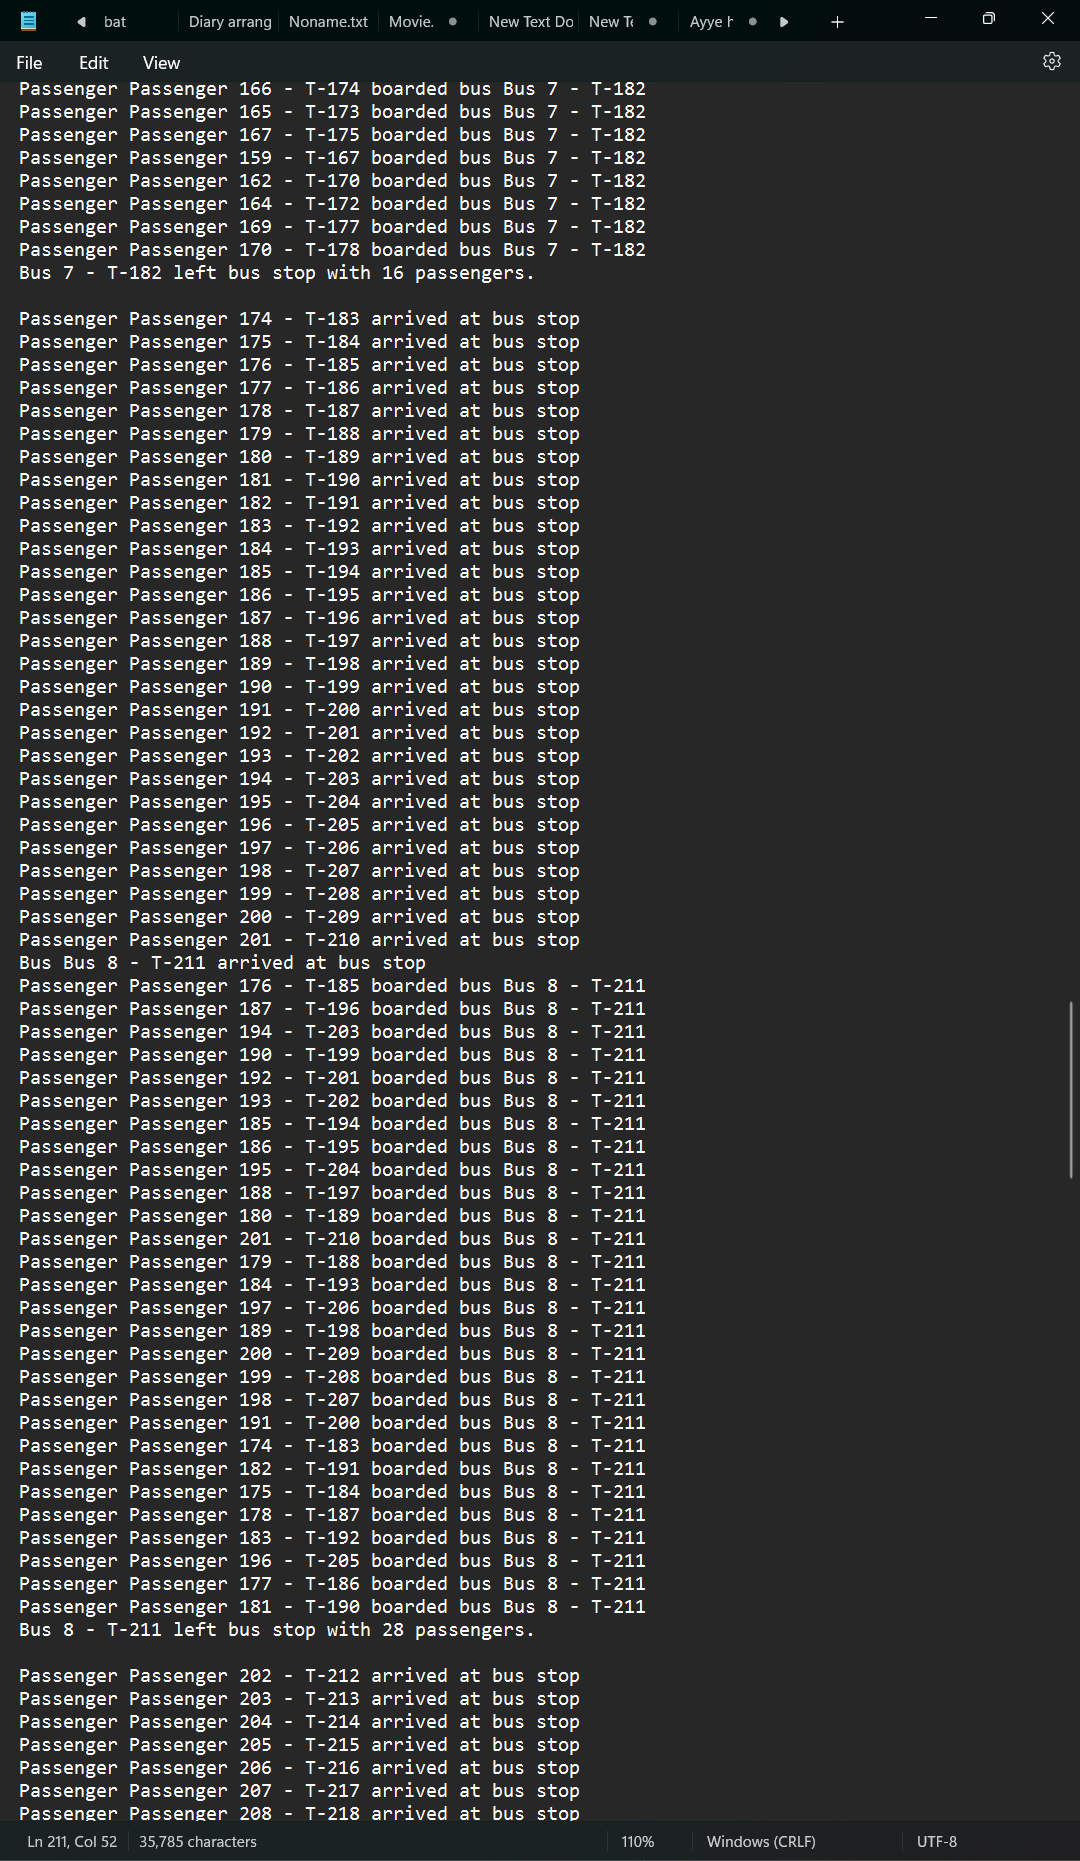 bat Diary arrang Noname.txt Movie. New Text Do New Te Ayye h
File Edit View
Passenger Passenger 166 - T-174 boarded bus Bus 7 - T-182
Passenger Passenger 165 - T-173 boarded bus Bus 7 - T-182
Passenger Passenger 167 - T-175 boarded bus Bus 7 - T-182
Passenger Passenger 159 - T-167 boarded bus Bus 7 - T-182
Passenger Passenger 162 - T-170 boarded bus Bus 7 - T-182
Passenger Passenger 164 - T-172 boarded bus Bus 7 - T-182
Passenger Passenger 169 - T-177 boarded bus Bus 7 - T-182
Passenger Passenger 170 - T-178 boarded bus Bus 7 - T-182
Bus 7 - T-182 left bus stop with 16 passengers.
Passenger Passenger 174 - T-183 arrived at bus stop
Passenger Passenger 175 - T-184 arrived at bus stop
Passenger Passenger 176 - T-185 arrived at bus stop
Passenger Passenger 177 - T-186 arrived at bus stop
Passenger Passenger 178 - T-187 arrived at bus stop
Passenger Passenger 179 - T-188 arrived at bus stop
Passenger Passenger 180 - T-189 arrived at bus stop
Passenger Passenger 181 - T-190 arrived at bus stop
Passenger Passenger 182 - T-191 arrived at bus stop
Passenger Passenger 183 - T-192 arrived at bus stop
Passenger Passenger 184 - T-193 arrived at bus stop
Passenger Passenger 185 - T-194 arrived at bus stop
Passenger Passenger 186 - T-195 arrived at bus stop
Passenger Passenger 187 - T-196 arrived at bus stop
Passenger Passenger 188 - T-197 arrived at bus stop
Passenger Passenger 189 - T-198 arrived at bus stop
Passenger Passenger 190 - T-199 arrived at bus stop
Passenger Passenger 191 - T-200 arrived at bus stop
Passenger Passenger 192 - T-201 arrived at bus stop
Passenger Passenger 193 - T-202 arrived at bus stop
Passenger Passenger 194 - T-203 arrived at bus stop
Passenger Passenger 195 - T-204 arrived at bus stop
Passenger Passenger 196 - T-205 arrived at bus stop
Passenger Passenger 197 - T-206 arrived at bus stop
Passenger Passenger 198 - T-207 arrived at bus stop
Passenger Passenger 199 - T-208 arrived at bus stop
Passenger Passenger 200 - T-209 arrived at bus stop
Passenger Passenger 201 - T-210 arrived at bus stop
Bus Bus 8 - T-211 arrived at bus stop
Passenger Passenger 176 - T-185 boarded bus Bus 8 - T-211
Passenger Passenger 187 - T-196 boarded bus Bus 8 - T-211
Passenger Passenger 194 - T-203 boarded bus Bus 8 - T-211
Passenger Passenger 190 - T-199 boarded bus Bus 8 - T-211
Passenger Passenger 192 - T-201 boarded bus Bus 8 - T-211
Passenger Passenger 193 - T-202 boarded bus Bus 8 - T-211
Passenger Passenger 185 - T-194 boarded bus Bus 8 - T-211
Passenger Passenger 186 - T-195 boarded bus Bus 8 - T-211
Passenger Passenger 195 - T-204 boarded bus Bus 8 - T-211
Passenger Passenger 188 - T-197 boarded bus Bus 8 - T-211
Passenger Passenger 180 - T-189 boarded bus Bus 8 - T-211
Passenger Passenger 201 - T-210 boarded bus Bus 8 - T-211
Passenger Passenger 179 - T-188 boarded bus Bus 8 - T-211
Passenger Passenger 184 - T-193 boarded bus Bus 8 - T-211
Passenger Passenger 197 - T-206 boarded bus Bus 8 - T-211
Passenger Passenger 189 - T-198 boarded bus Bus 8 - T-211
Passenger Passenger 200 - T-209 boarded bus Bus 8 - T-211
Passenger Passenger 199 - T-208 boarded bus Bus 8 - T-211
Passenger Passenger 198 - T-207 boarded bus Bus 8 - T-211
Passenger Passenger 191 - T-200 boarded bus Bus 8 - T-211
Passenger Passenger 174 - T-183 boarded bus Bus 8 - T-211
Passenger Passenger 182 - T-191 boarded bus Bus 8 - T-211
Passenger Passenger 175 - T-184 boarded bus Bus 8 - T-211
Passenger Passenger 178 - T-187 boarded bus Bus 8 - T-211
Passenger Passenger 183 - T-192 boarded bus Bus 8 - T-211
Passenger Passenger 196 - T-205 boarded bus Bus 8 - T-211
Passenger Passenger 177 - T-186 boarded bus Bus 8 - T-211
Passenger Passenger 181 - T-190 boarded bus Bus 8 - T-211
Bus 8 - T-211 left bus stop with 28 passengers.
Passenger Passenger 202 - T-212 arrived at bus stop
Passenger Passenger 203 - T-213 arrived at bus stop
Passenger Passenger 204 - T-214 arrived at bus stop
Passenger Passenger 205 - T-215 arrived at bus stop
Passenger Passenger 206 - T-216 arrived at bus stop
Passenger Passenger 207 - T-217 arrived at bus stop
Passenger Passenger 208 - T-218 arrived at bus stop
Ln 211, Col 52 35,785 characters 110% Windows (CRLF) UTF-8